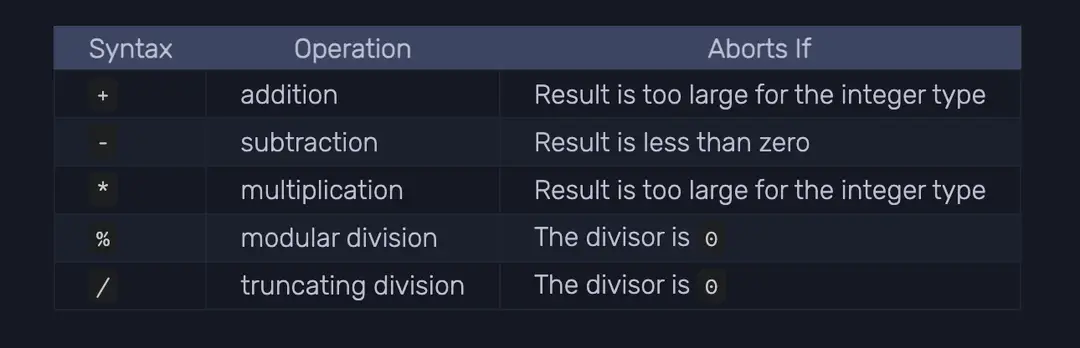 Syntax Operation Aborts If
+ addition Result is too large for the integer type
- subtraction Result is less than zero
* multiplication Result is too large for the integer type
% modular division The divisor is 0
/ truncating division The divisor is 0